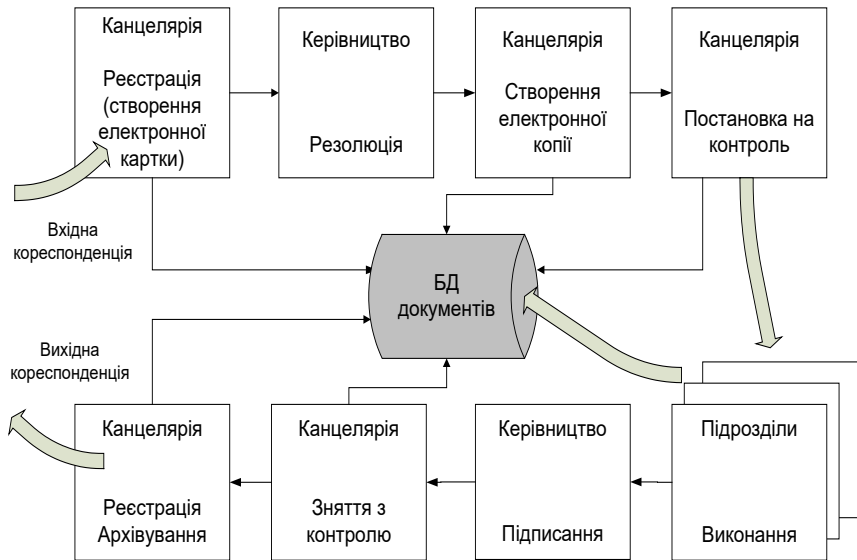 Канцелярія
Реєстрація
(створення
електронної
картки)
Керівництво
Резолюція
Канцелярія
Створення
електронної
копії
Канцелярія
Постановка на
контроль
Вхідна
кореспонденція
БД
документів
Вихідна
кореспонденція
Канцелярія
Реєстрація
Архівування
Канцелярія
Зняття з
контролю
Керівництво
Підписання
Підрозділи
Виконання